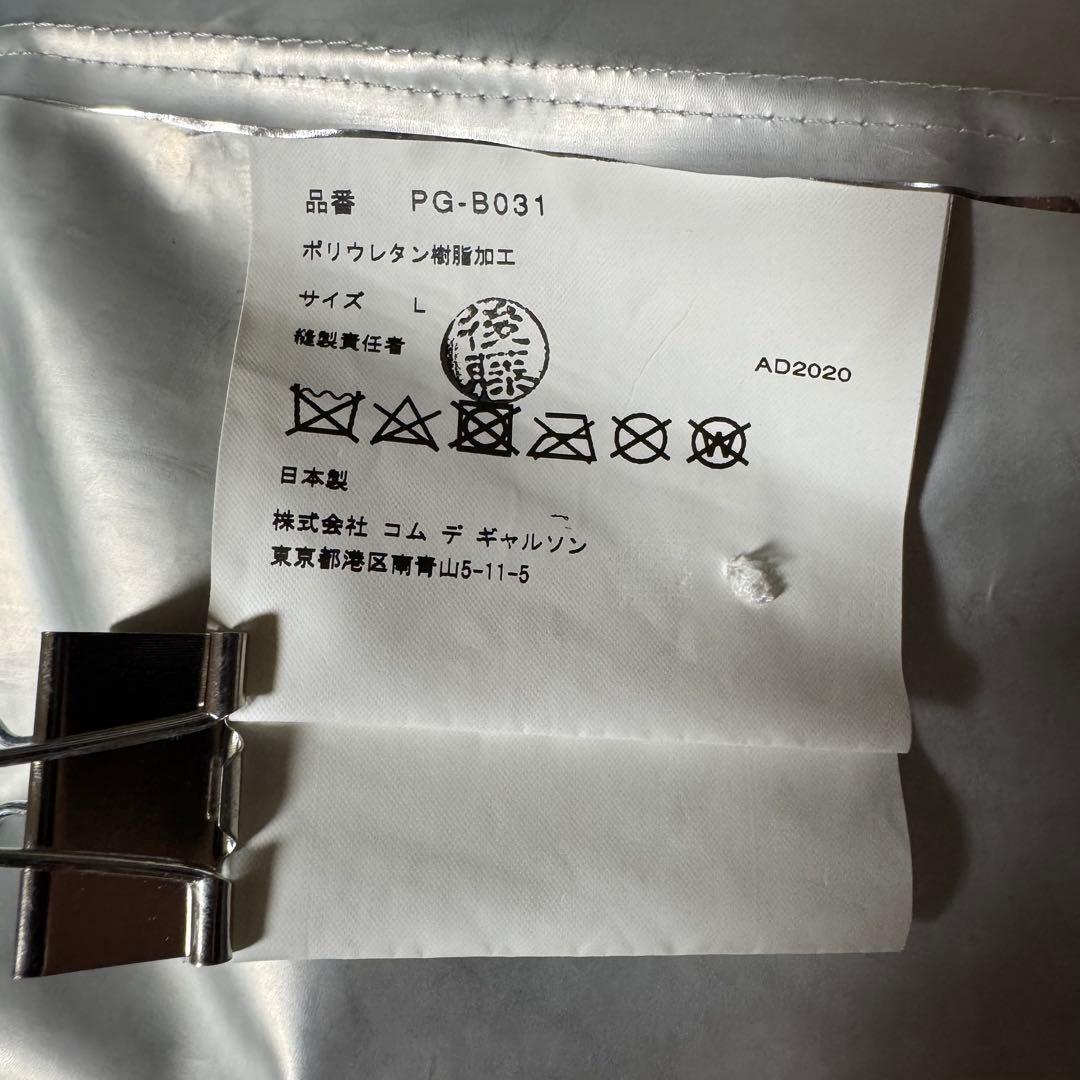 品番 PG-B031
ポリウレタン樹脂加工
サイズ L
縫製責任者 後藤
AD2020
W
日本製
株式会社 コム デ ギャルソン
東京都港区南青山5-11-5